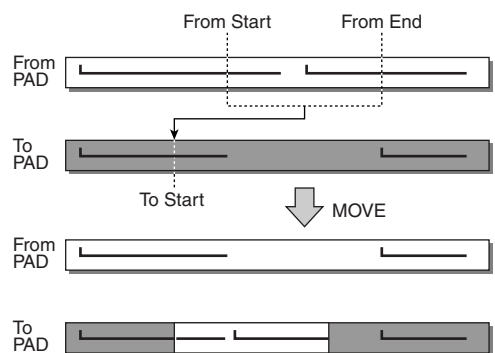 From Start From End
From
PAD
To
PAD
To Start
MOVE
From
PAD
To
PAD